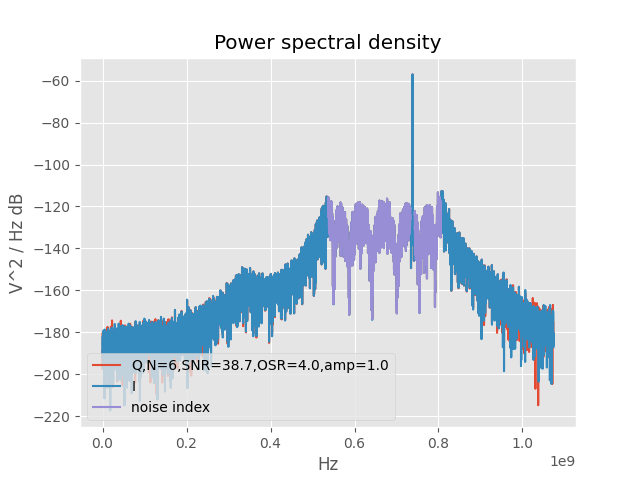 Power spectral density
V^2 / Hz dB
−60
−80
−100
−120
−140
−160
−180
−200
−220
Q,N=6,SNR=38.7,OSR=4.0,amp=1.0
I
noise index
0.0 0.2 0.4 0.6 0.8 1.0
1e9
Hz